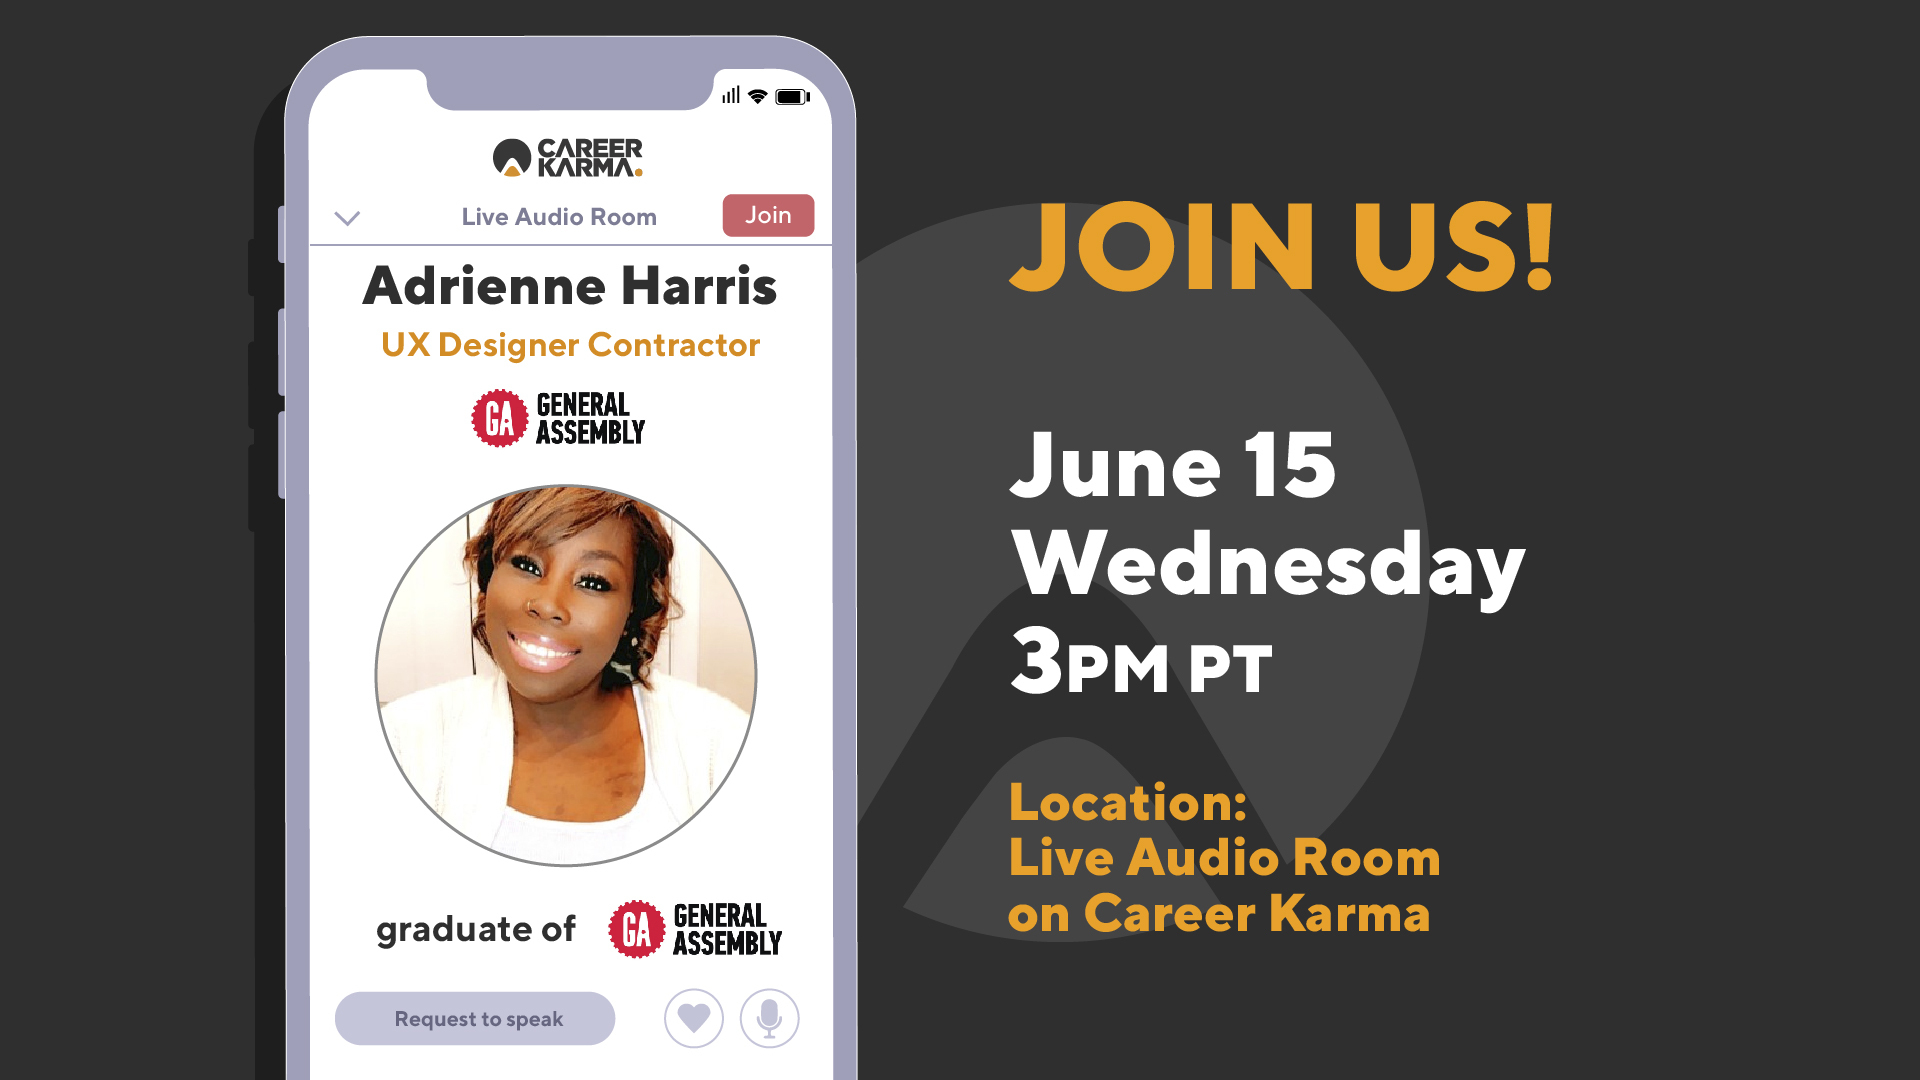 CAREER
KARMA.
Live Audio Room
Join
Adrienne Harris
UX Designer Contractor
GA
GENERAL
ASSEMBLY
graduate of
GA
GENERAL
ASSEMBLY
Request to speak
JOIN US!
June 15
Wednesday
3PM PT
Location:
Live Audio Room
on Career Karma